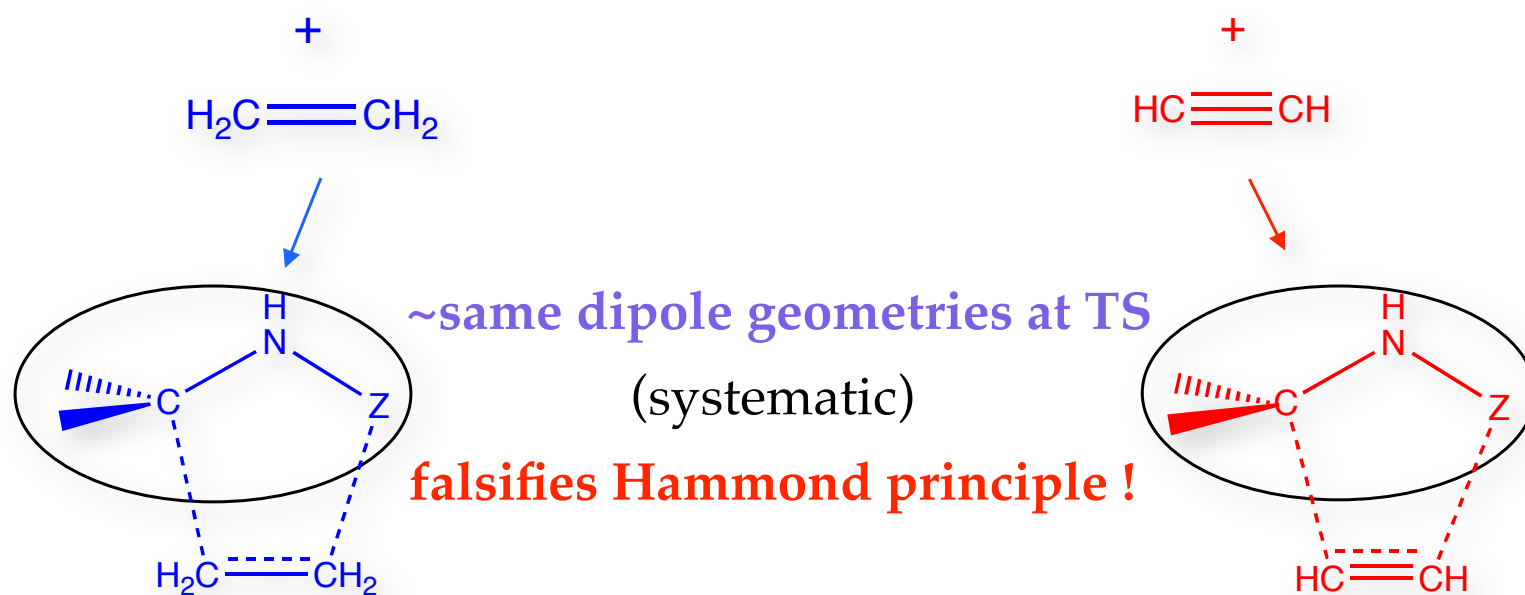 + +
H₂C CH₂ HC CH
H H
N N
~same dipole geometries at TS
C Z C Z
(systematic)
falsifies Hammond principle !
H₂C CH₂ HC CH